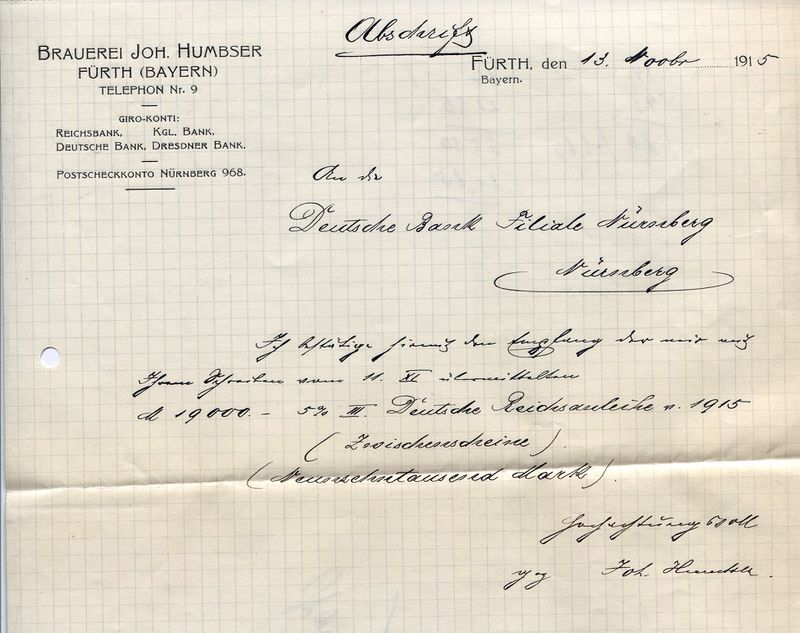 Abschrift
BRAUEREI JOH. HUMBSER
FÜRTH (BAYERN)
TELEPHON Nr. 9
GIRO-KONTI:
REICHSBANK, KGL. BANK,
DEUTSCHE BANK, DRESDNER BANK.
POSTSCHECKKONTO NÜRNBERG 968.
FÜRTH, den 13. Novbr 1915
Bayern.
An die
Deutsche Bank Filiale Nürnberg
Nürnberg
Ich bestätige hiermit den Empfang der mir mit
Ihrem Schreiben vom 11. XI übermittelten
M 19000.- 5% III. Deutsche Reichsanleihe v. 1915
(Zwischenscheine)
(Neunzehntausend Mark).
Hochachtungsvoll
gez Joh. Humbser.